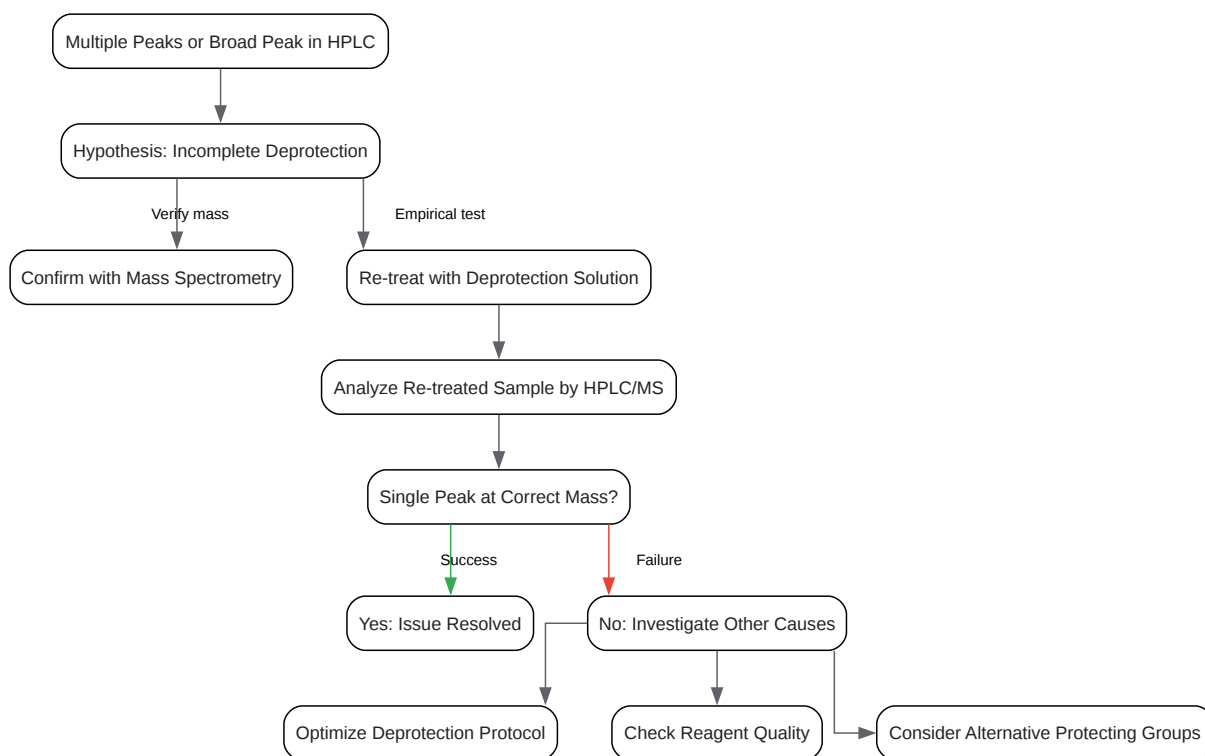 Multiple Peaks or Broad Peak in HPLC
Hypothesis: Incomplete Deprotection
Verify mass
Empirical test
Confirm with Mass Spectrometry
Re-treat with Deprotection Solution
Analyze Re-treated Sample by HPLC/MS
Single Peak at Correct Mass?
Success
Failure
Yes: Issue Resolved
No: Investigate Other Causes
Optimize Deprotection Protocol
Check Reagent Quality
Consider Alternative Protecting Groups